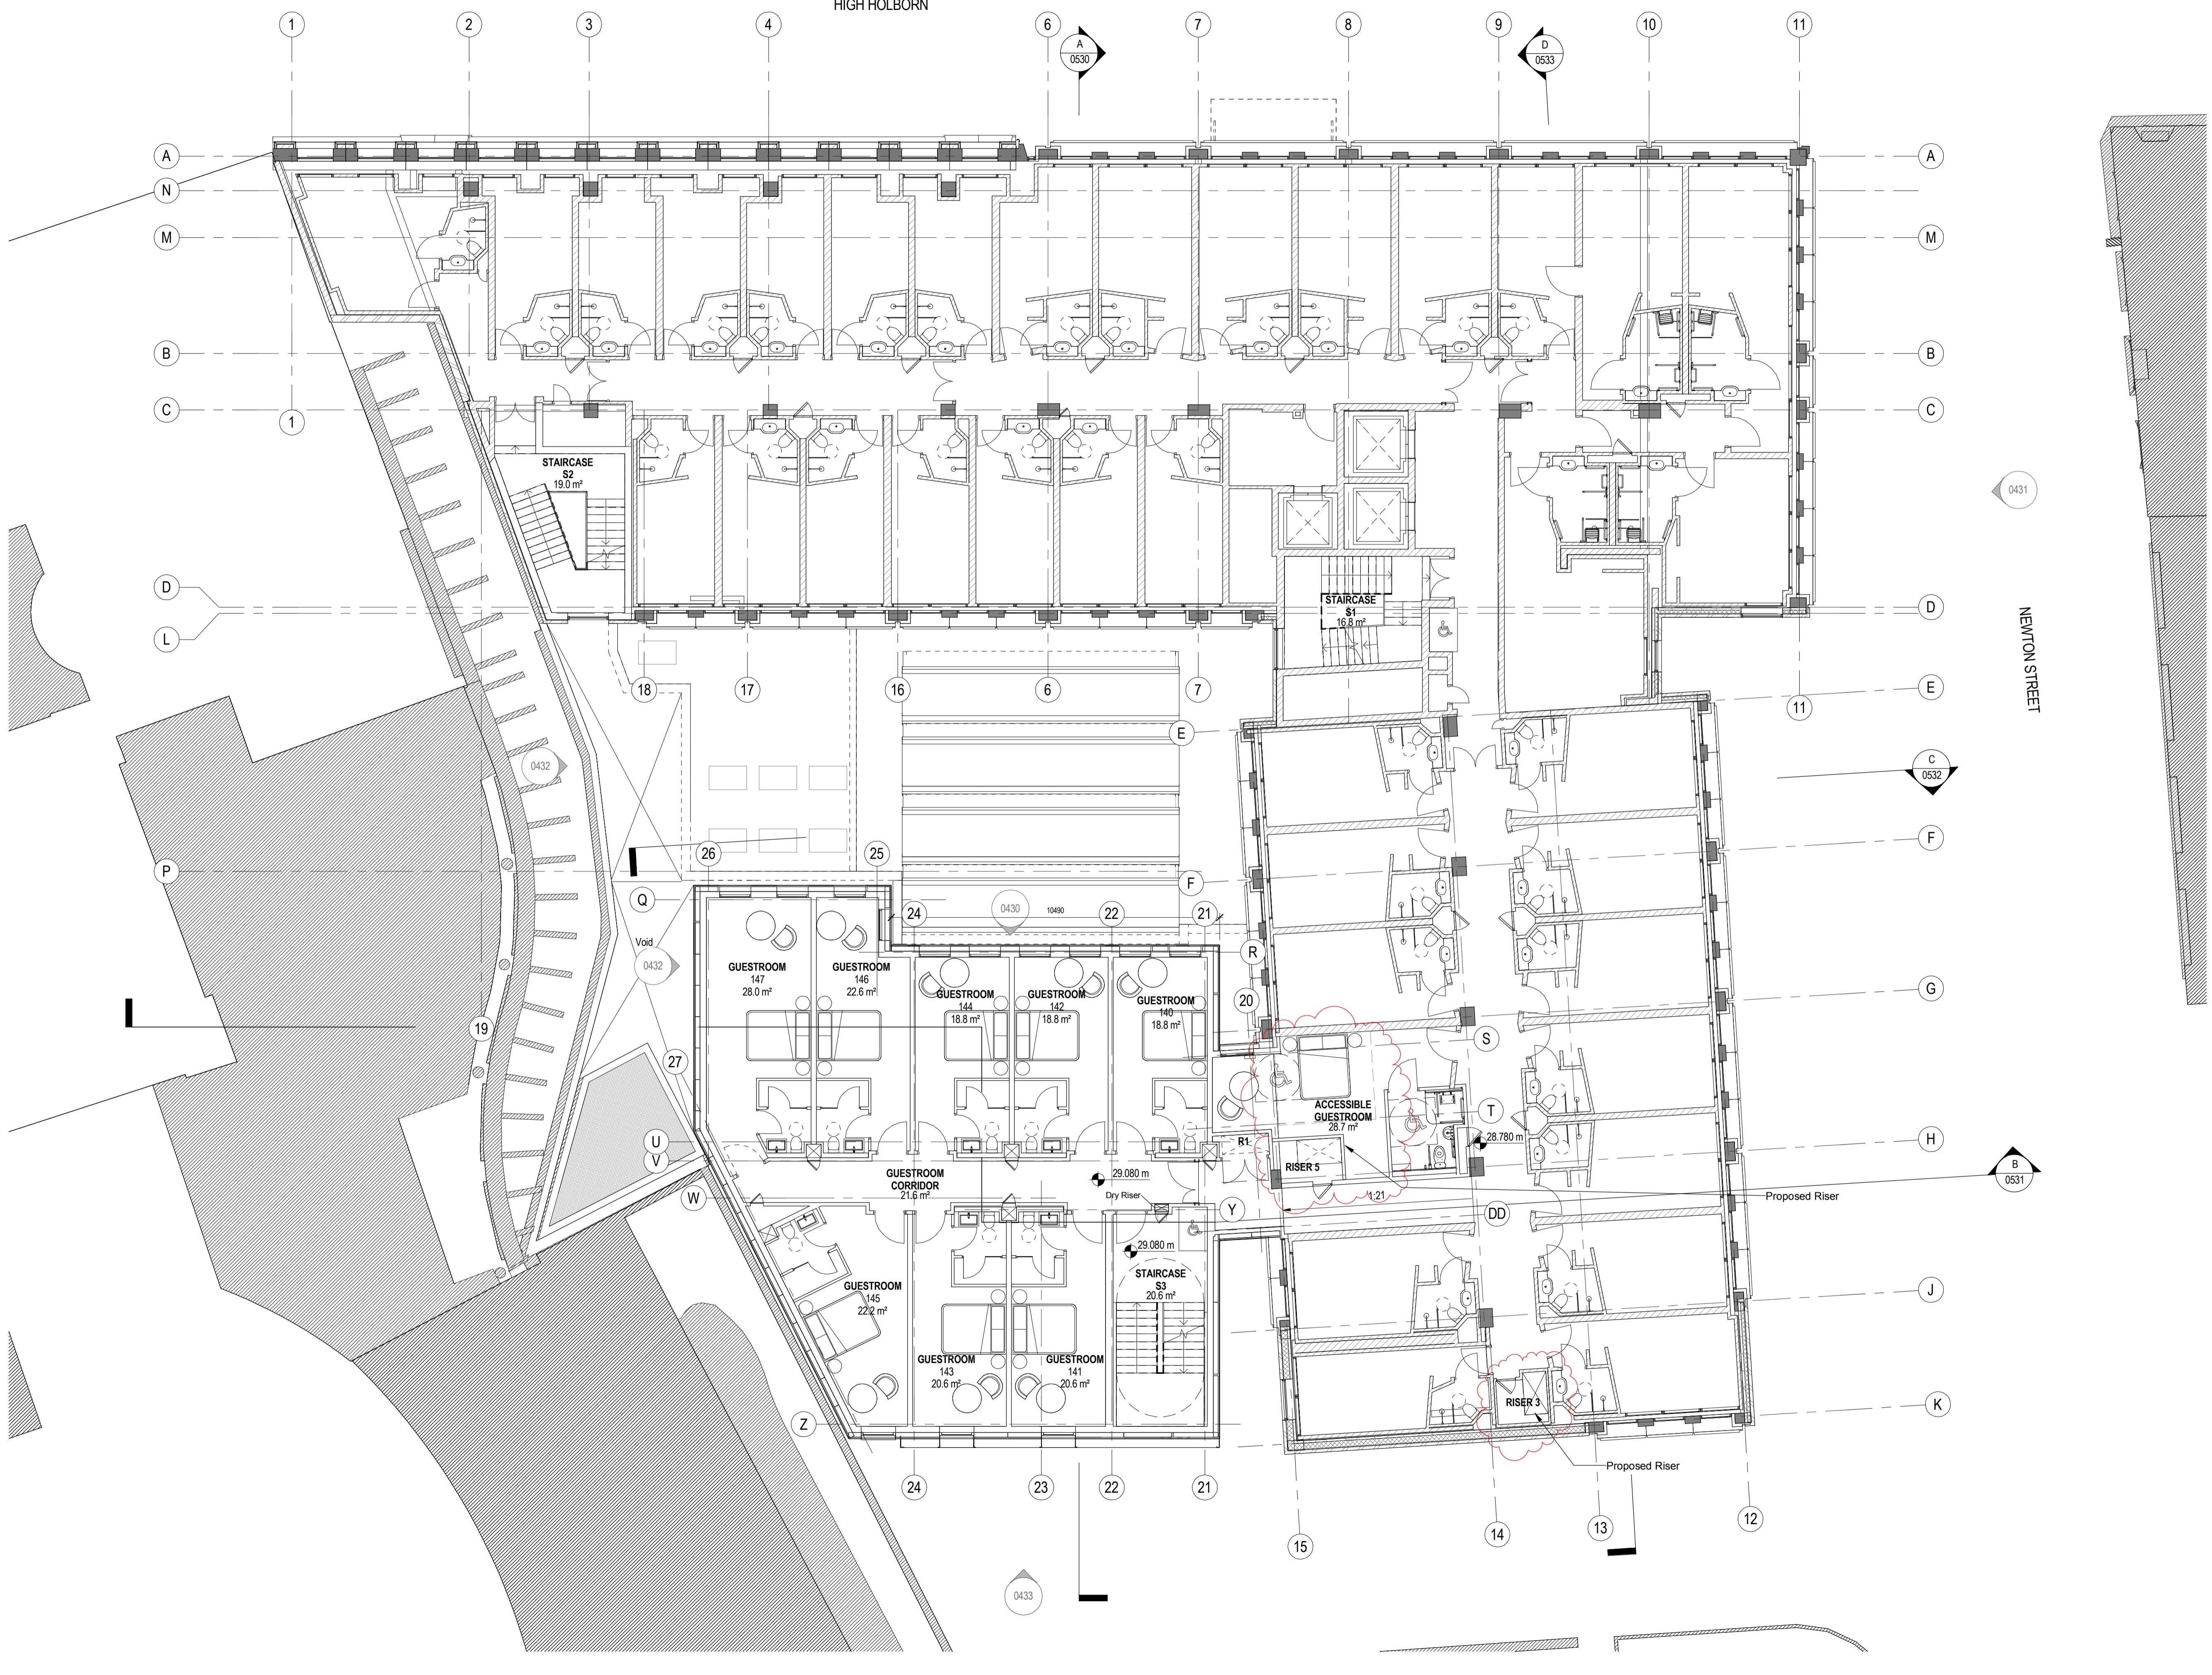 HIGH HOLBORN
1
2
3
4
6
7
8
9
10
11
A
0530
D
0533
A
A
N
M
M
B
B
C
C
1
STAIRCASE
S2
19.0 m²
0431
D
L
D
STAIRCASE
S1
16.8 m²
NEWTON STREET
18
17
16
6
7
11
E
E
0432
C
0532
F
P
26
25
F
Q
24
0430
10490
22
21
Void
0432
R
G
GUESTROOM
147
28.0 m²
GUESTROOM
146
22.6 m²
GUESTROOM
144
18.8 m²
GUESTROOM
142
18.8 m²
GUESTROOM
140
18.8 m²
20
19
S
27
ACCESSIBLE
GUESTROOM
28.7 m²
T
28.780 m
H
U
V
R1
RISER 5
GUESTROOM
CORRIDOR
21.6 m²
29.080 m
Dry Riser
1:21
Proposed Riser
B
0531
W
Y
DD
29.080 m
STAIRCASE
S3
20.6 m²
GUESTROOM
145
22.2 m²
J
GUESTROOM
143
20.6 m²
GUESTROOM
141
20.6 m²
RISER 3
K
Z
Proposed Riser
24
23
22
21
15
14
13
12
0433